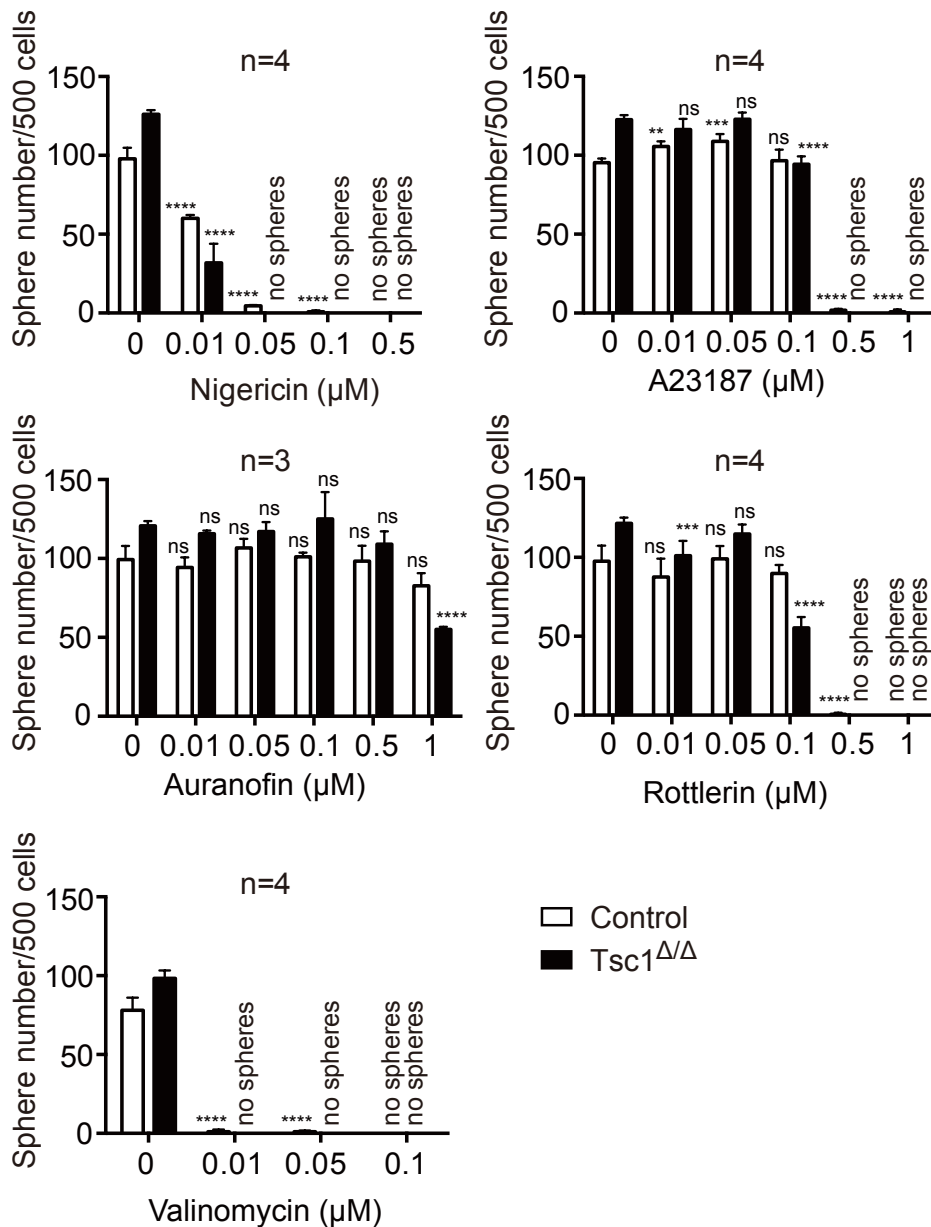 n=4
Sphere number/500 cells
150
100
50
0
**** **** **** no spheres **** no spheres no spheres no spheres
0 0.01 0.05 0.1 0.5
Nigericin (µM)
n=4
Sphere number/500 cells
150
100
50
0
** ns *** ns ns **** **** no spheres **** no spheres
0 0.01 0.05 0.1 0.5 1
A23187 (µM)
n=3
Sphere number/500 cells
150
100
50
0
ns ns ns ns ns ns ns ns ****
0 0.01 0.05 0.1 0.5 1
Auranofin (µM)
n=4
Sphere number/500 cells
150
100
50
0
ns *** ns ns ns **** **** no spheres no spheres no spheres
0 0.01 0.05 0.1 0.5 1
Rottlerin (µM)
n=4
Sphere number/500 cells
150
100
50
0
**** no spheres **** no spheres no spheres no spheres
0 0.01 0.05 0.1
Valinomycin (µM)
Control
Tsc1Δ/Δ